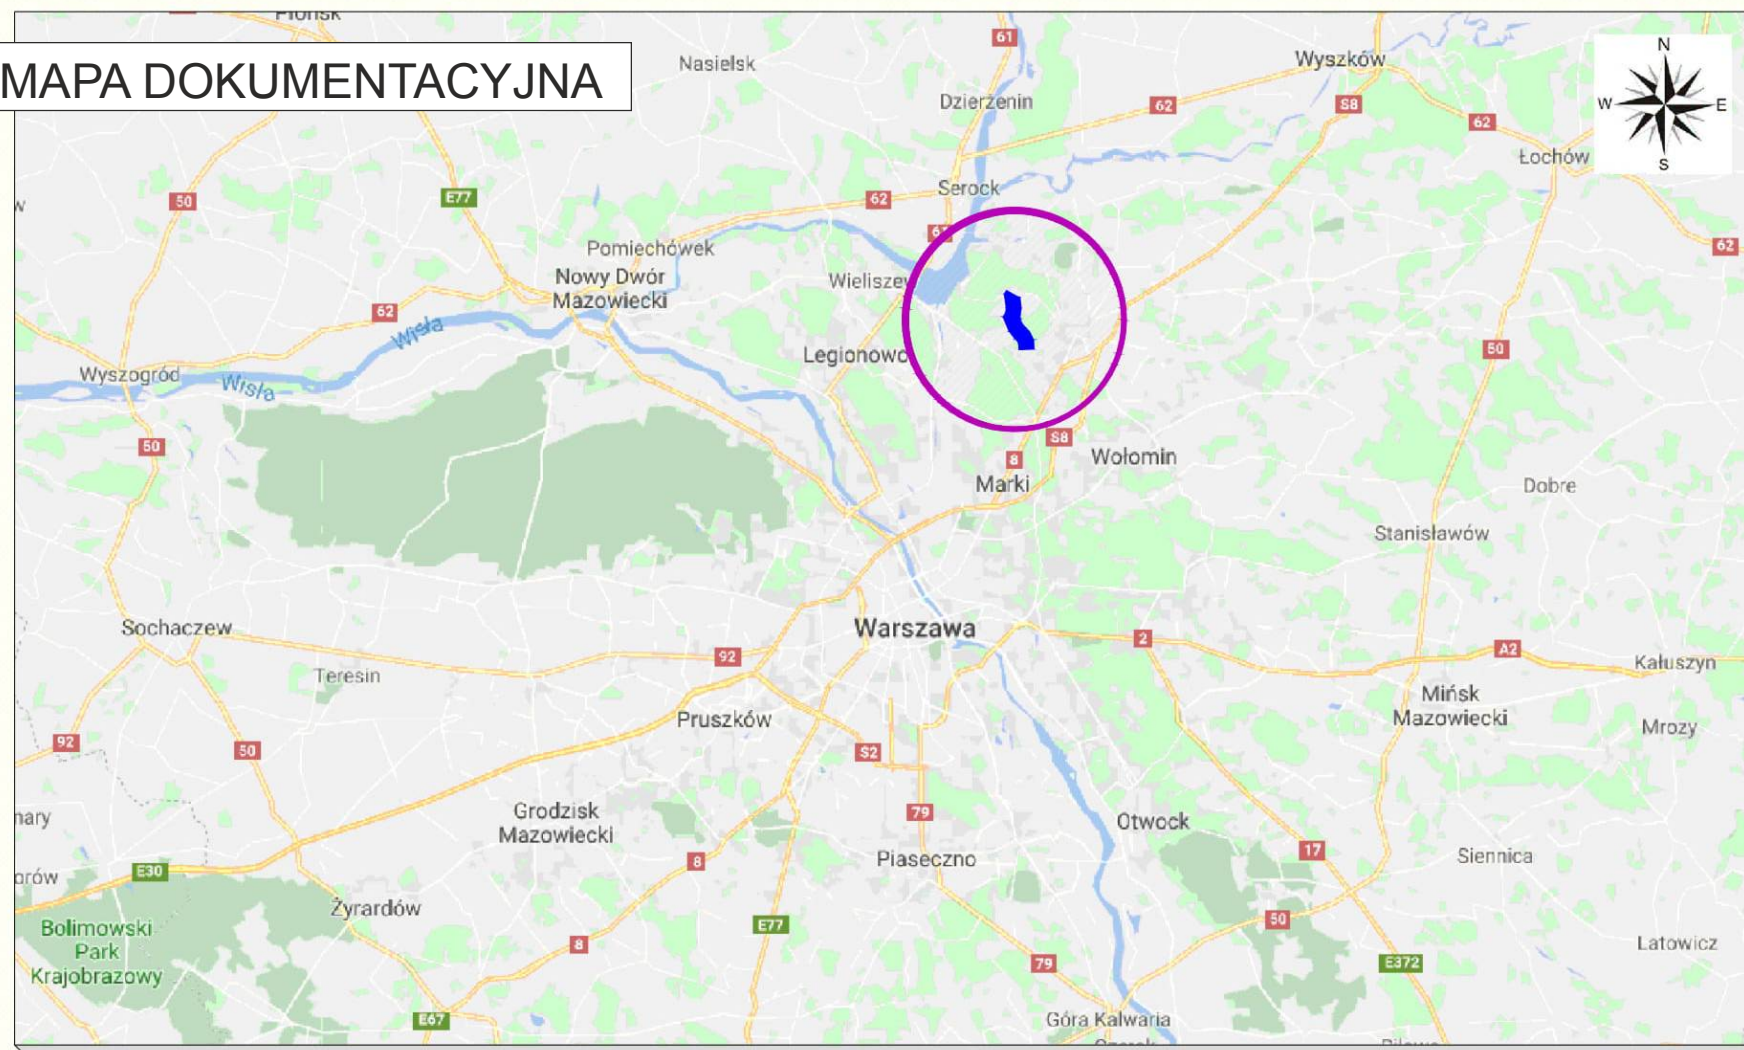 Płońsk
MAPA DOKUMENTACYJNA
61
Nasielsk
Wyszków
N
W
E
S
Dzierżenin
62
S8
62
Łochów
50
E77
62
Serock
61
62
Pomiechówek
Nowy Dwór
Mazowiecki
Wieliszew
62
Wisła
Legionowo
50
Wyszogród
Wisła
50
S8
8
Wołomin
Marki
Dobre
Stanisławów
Sochaczew
Warszawa
92
2
A2
Kałuszyn
Teresin
Mińsk
Mazowiecki
Pruszków
Mrozy
92
50
S2
79
Grodzisk
Mazowiecki
Otwock
nary
17
Siennica
8
Piaseczno
E30
orów
Żyrardów
50
E77
Bolimowski
Park
Krajobrazowy
8
Latowicz
79
E372
E67
Góra Kalwaria